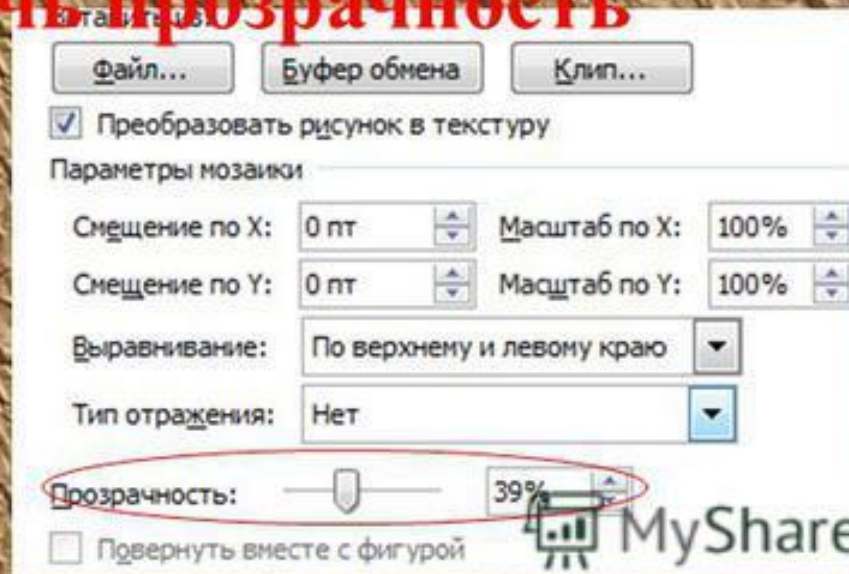 прозрачность
Вставить из:
Файл... Буфер обмена Клип...
Преобразовать рисунок в текстуру
Параметры мозаики
Смещение по X: 0 пт Масштаб по X: 100%
Смещение по Y: 0 пт Масштаб по Y: 100%
Выравнивание: По верхнему и левому краю
Тип отражения: Нет
Прозрачность: 39%
Повернуть вместе с фигурой
MyShare